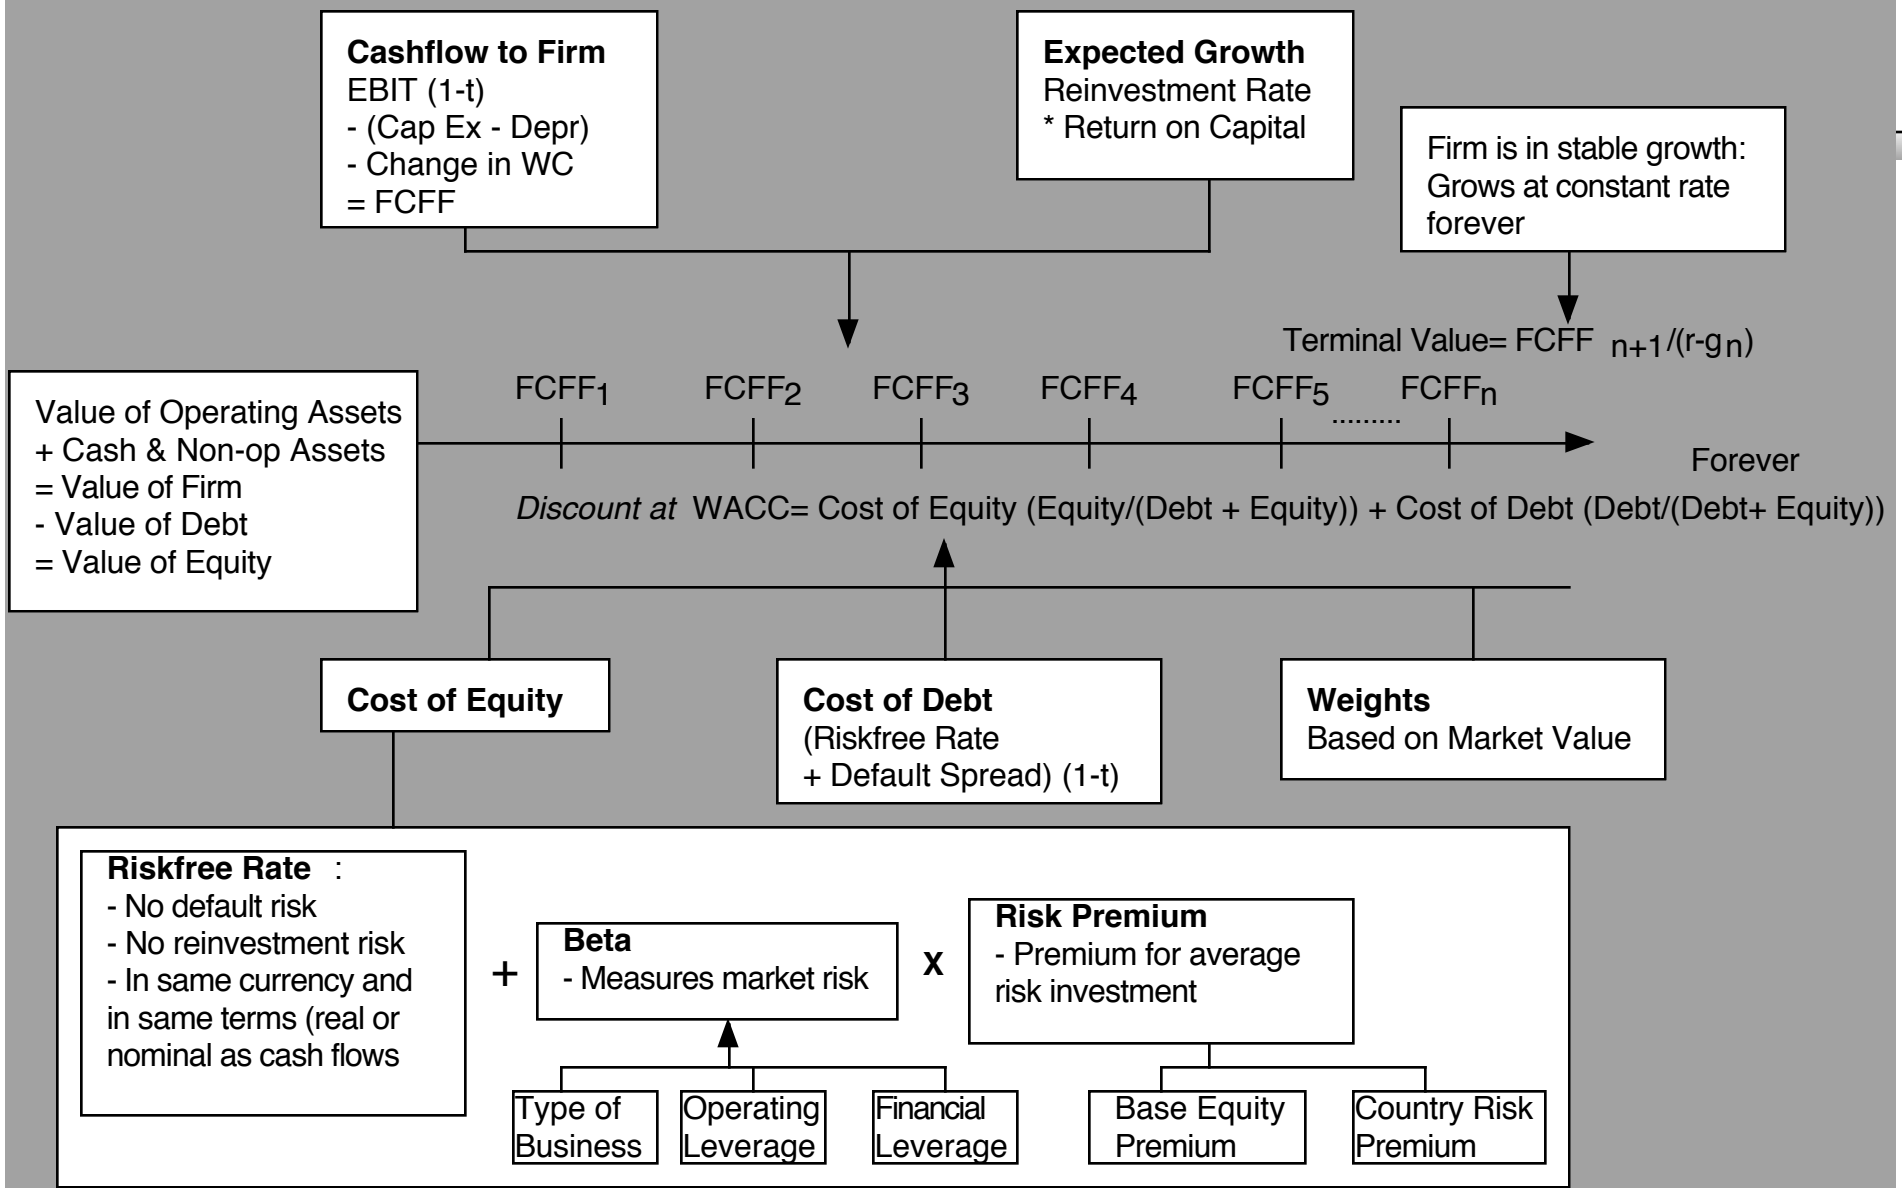 Cashflow to Firm
EBIT (1-t)
- (Cap Ex - Depr)
- Change in WC
= FCFF
Expected Growth
Reinvestment Rate
* Return on Capital
Firm is in stable growth:
Grows at constant rate
forever
Terminal Value= FCFF n+1/(r-gn)
FCFF1 FCFF2 FCFF3 FCFF4 FCFF5 ......... FCFFn
Forever
Value of Operating Assets
+ Cash & Non-op Assets
= Value of Firm
- Value of Debt
= Value of Equity
Discount at WACC= Cost of Equity (Equity/(Debt + Equity)) + Cost of Debt (Debt/(Debt+ Equity))
Cost of Equity
Cost of Debt
(Riskfree Rate
+ Default Spread) (1-t)
Weights
Based on Market Value
Riskfree Rate :
- No default risk
- No reinvestment risk
- In same currency and
in same terms (real or
nominal as cash flows
+
Beta
- Measures market risk
X
Risk Premium
- Premium for average
risk investment
Type of
Business
Operating
Leverage
Financial
Leverage
Base Equity
Premium
Country Risk
Premium